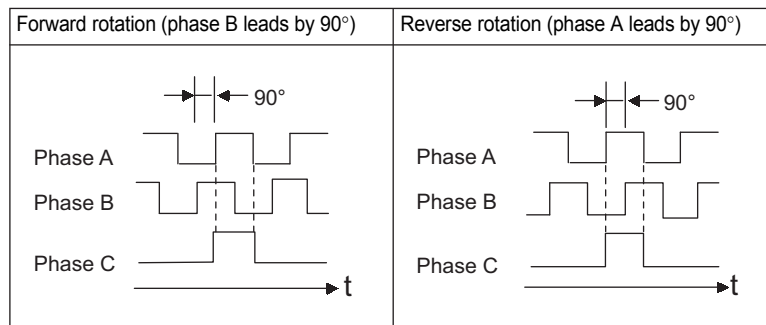 Forward rotation (phase B leads by 90°)
90°
Phase A
Phase B
Phase C
t
Reverse rotation (phase A leads by 90°)
90°
Phase A
Phase B
Phase C
t